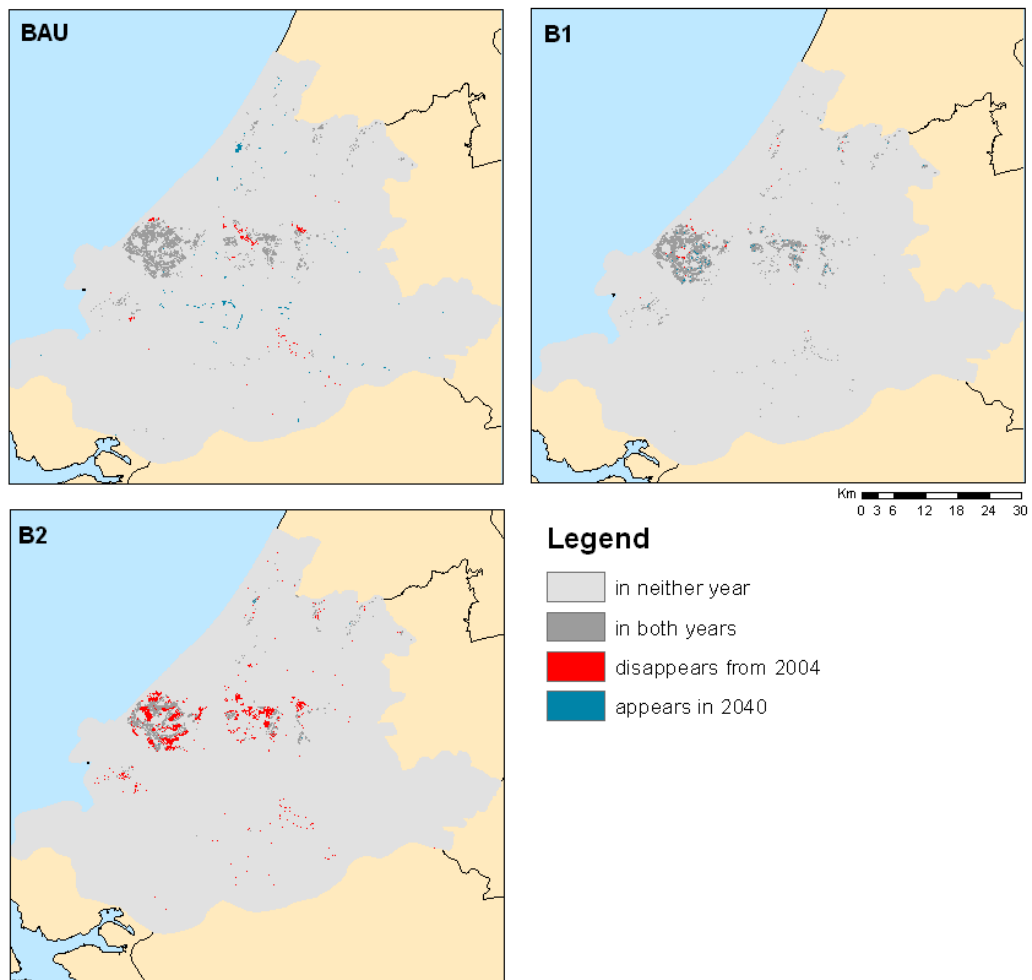 BAU
B1
Km
0 3 6 12 18 24 30
B2
Legend
in neither year
in both years
disappears from 2004
appears in 2040